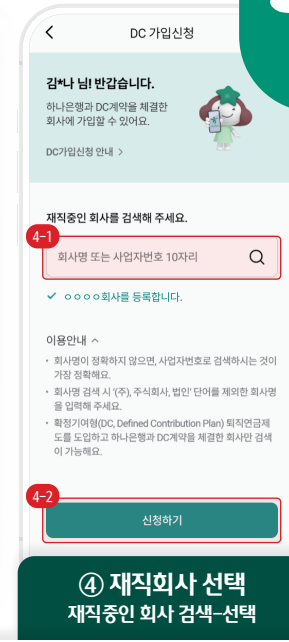 DC 가입신청
김*나 님! 반갑습니다.
하나은행과 DC계약을 체결한
회사에 가입할 수 있어요.
DC가입신청 안내 >
재직중인 회사를 검색해 주세요.
4-1
회사명 또는 사업자번호 10자리
✓ ㅇㅇㅇㅇ회사를 등록합니다.
이용안내 ^
• 회사명이 정확하지 않으면, 사업자번호로 검색하시는 것이
가장 정확해요.
• 회사명 검색 시 '(주), 주식회사, 법인' 단어를 제외한 회사명
을 입력해 주세요.
• 확정기여형(DC, Defined Contribution Plan) 퇴직연금제
도를 도입하고 하나은행과 DC계약을 체결한 회사만 검색
이 가능해요.
4-2
신청하기
④ 재직회사 선택
재직중인 회사 검색-선택